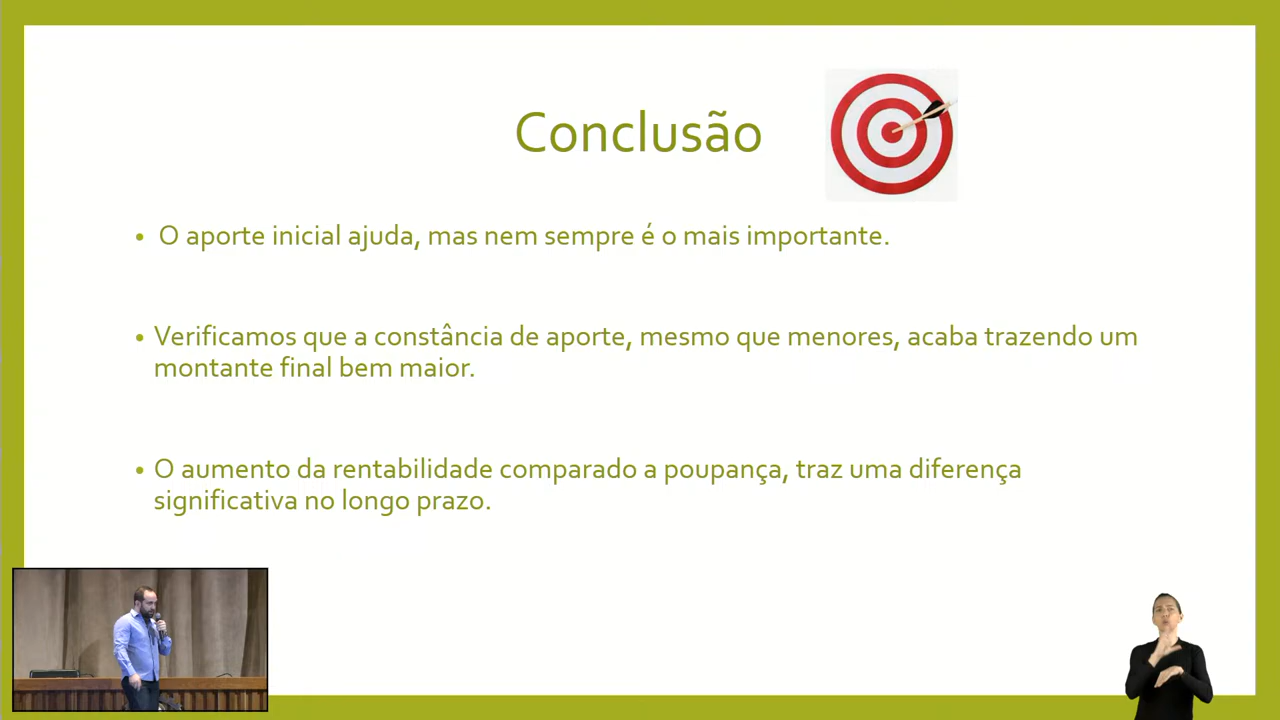 Conclusão
• O aporte inicial ajuda, mas nem sempre é o mais importante.
• Verificamos que a constância de aporte, mesmo que menores, acaba trazendo um
montante final bem maior.
• O aumento da rentabilidade comparado a poupança, traz uma diferença
significativa no longo prazo.